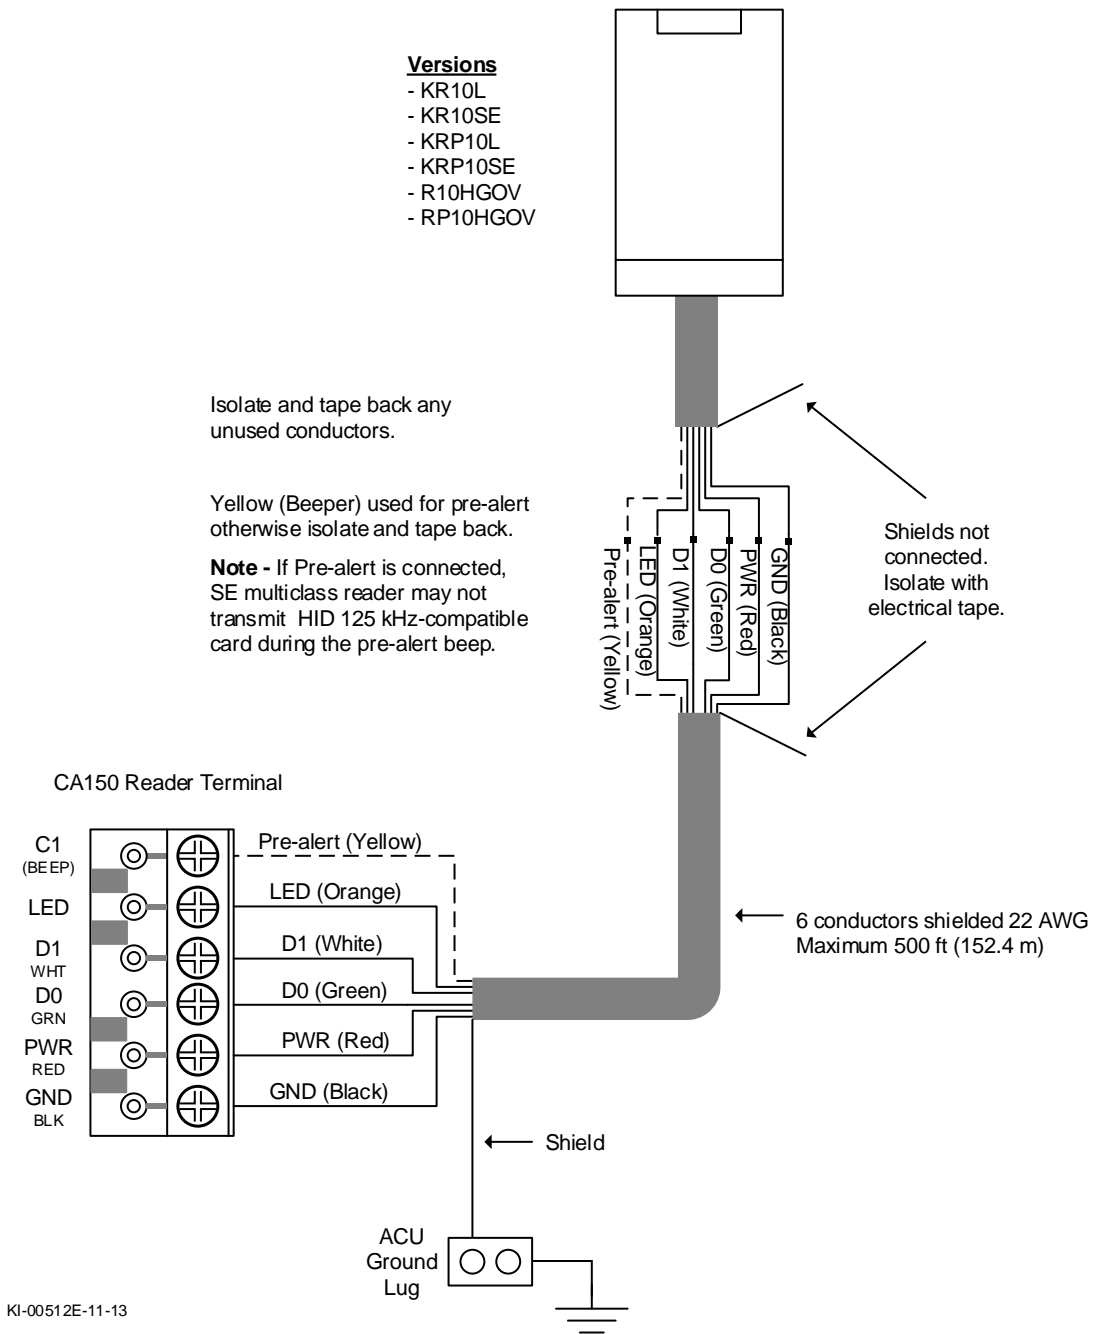 Versions
- KR10L
- KR10SE
- KRP10L
- KRP10SE
- R10HGOV
- RP10HGOV
Isolate and tape back any
unused conductors.
Yellow (Beeper) used for pre-alert
otherwise isolate and tape back.
Note - If Pre-alert is connected,
SE multiclass reader may not
transmit HID 125 kHz-compatible
card during the pre-alert beep.
Pre-alert (Yellow)
LED (Orange)
D1 (White)
D0 (Green)
PWR (Red)
GND (Black)
Shields not
connected.
Isolate with
electrical tape.
CA150 Reader Terminal
C1
(BEEP)
LED
D1
WHT
D0
GRN
PWR
RED
GND
BLK
Pre-alert (Yellow)
LED (Orange)
D1 (White)
D0 (Green)
PWR (Red)
GND (Black)
6 conductors shielded 22 AWG
Maximum 500 ft (152.4 m)
Shield
ACU
Ground
Lug
KI-00512E-11-13